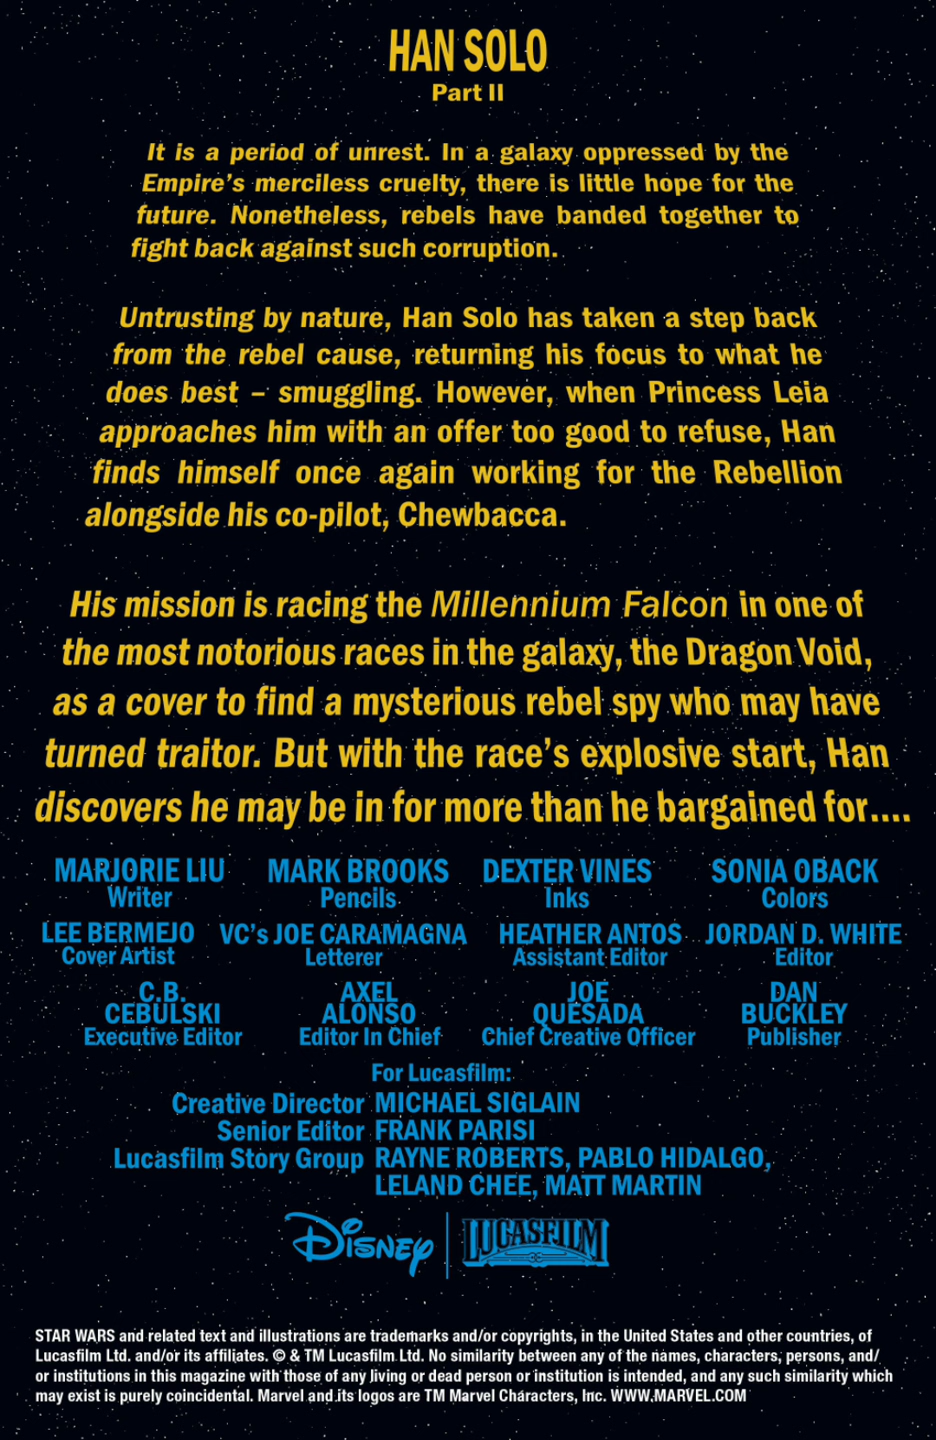 HAN SOLO
Part II
It is a period of unrest. In a galaxy oppressed by the
Empire's merciless cruelty, there is little hope for the
future. Nonetheless, rebels have banded together to
fight back against such corruption.
Untrusting by nature, Han Solo has taken a step back
from the rebel cause, returning his focus to what he
does best – smuggling. However, when Princess Leia
approaches him with an offer too good to refuse, Han
finds himself once again working for the Rebellion
alongside his co-pilot, Chewbacca.
His mission is racing the Millennium Falcon in one of
the most notorious races in the galaxy, the Dragon Void,
as a cover to find a mysterious rebel spy who may have
turned traitor. But with the race's explosive start, Han
discovers he may be in for more than he bargained for....
MARJORIE LIU MARK BROOKS DEXTER VINES SONIA OBACK
Writer Pencils Inks Colors
LEE BERMEJO VC's JOE CARAMAGNA HEATHER ANTOS JORDAN D. WHITE
Cover Artist Letterer Assistant Editor Editor
C.B. AXEL JOE DAN
CEBULSKI ALONSO QUESADA BUCKLEY
Executive Editor Editor In Chief Chief Creative Officer Publisher
For Lucasfilm:
Creative Director MICHAEL SIGLAIN
Senior Editor FRANK PARISI
Lucasfilm Story Group RAYNE ROBERTS, PABLO HIDALGO,
LELAND CHEE, MATT MARTIN
Disney LUCASFILM
STAR WARS and related text and illustrations are trademarks and/or copyrights, in the United States and other countries, of
Lucasfilm Ltd. and/or its affiliates. © & TM Lucasfilm Ltd. No similarity between any of the names, characters, persons, and/
or institutions in this magazine with those of any living or dead person or institution is intended, and any such similarity which
may exist is purely coincidental. Marvel and its logos are TM Marvel Characters, Inc. WWW.MARVEL.COM